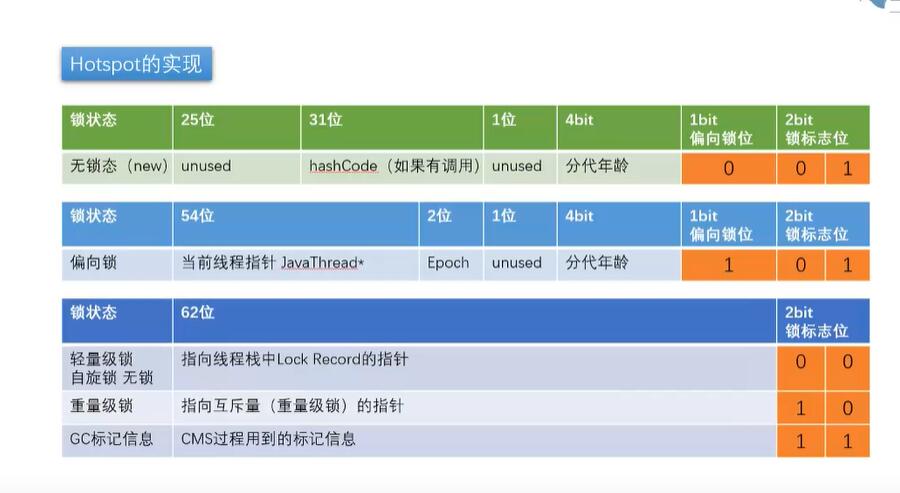 Hotspot的实现
锁状态 25位 31位 1位 4bit 1bit 2bit
偏向锁位 锁标志位
无锁态（new） unused hashCode（如果有调用） unused 分代年龄 0 0 1
锁状态 54位 2位 1位 4bit 1bit 2bit
偏向锁位 锁标志位
偏向锁 当前线程指针 JavaThread* Epoch unused 分代年龄 1 0 1
锁状态 62位 2bit
锁标志位
轻量级锁 指向线程栈中Lock Record的指针 0 0
自旋锁 无锁
重量级锁 指向互斥量（重量级锁）的指针 1 0
GC标记信息 CMS过程用到的标记信息 1 1